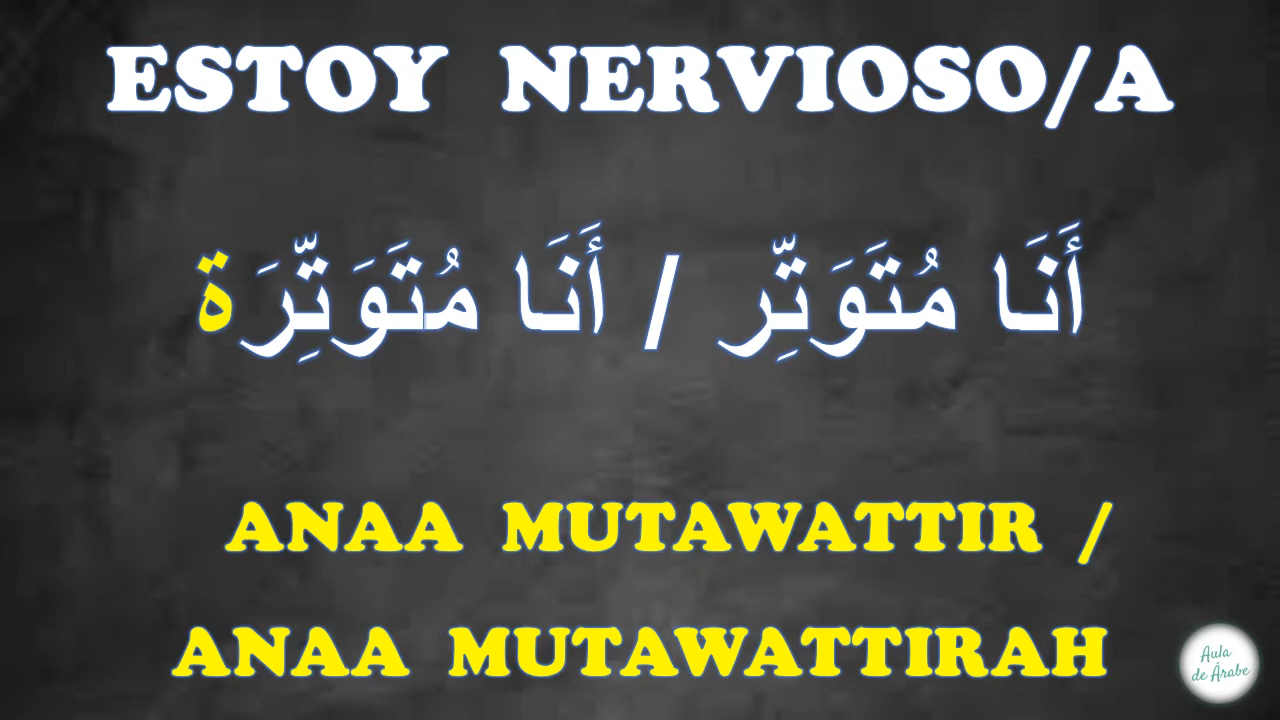 ESTOY NERVIOSO/A
أَنَا مُتَوَتِّر / أَنَا مُتَوَتِّرَة
ANAA MUTAWATTIR /
ANAA MUTAWATTIRAH
Aula
de Árabe